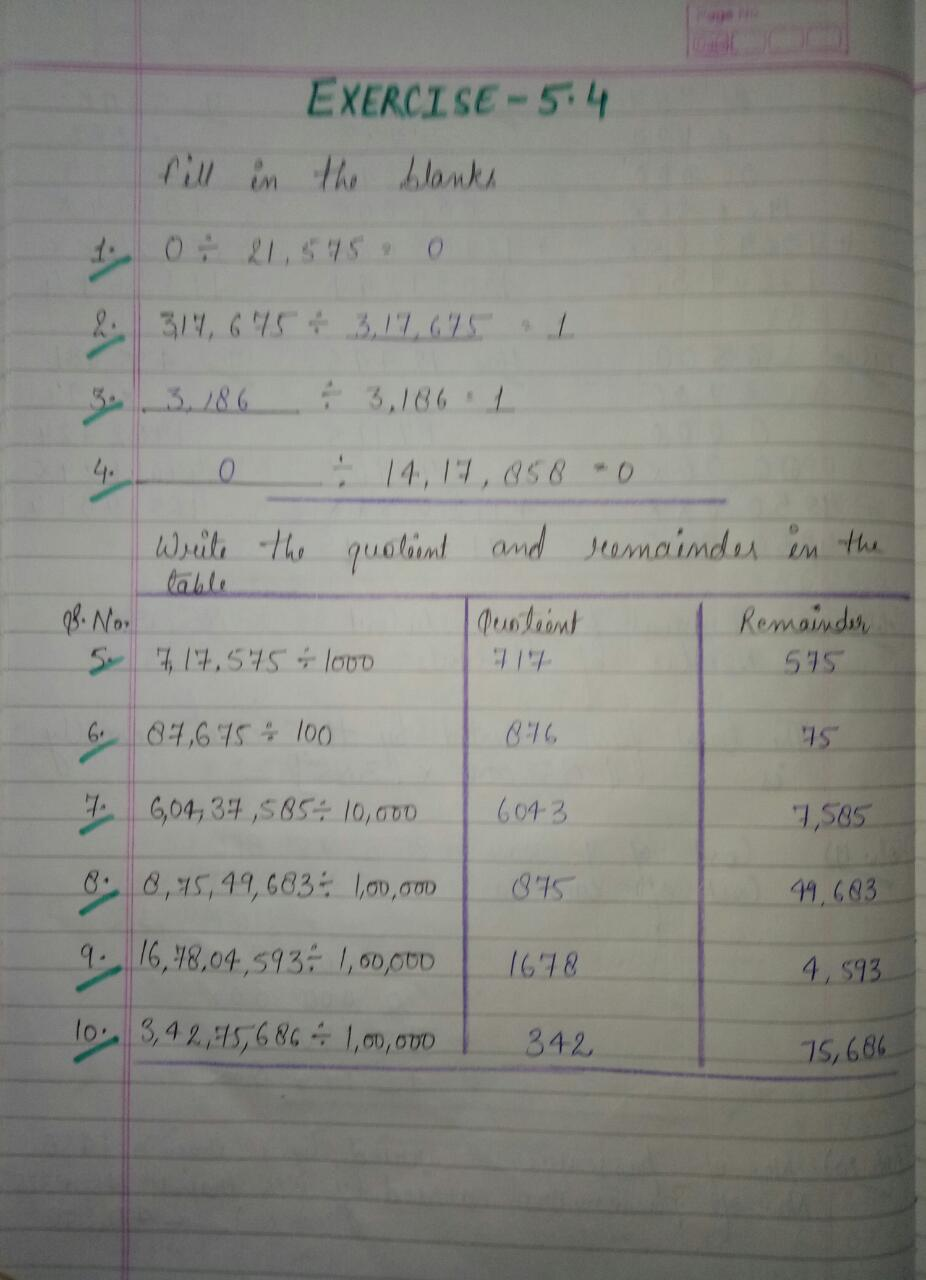 Page No.
Date
EXERCISE - 5.4
Fill in the blanks
1. 0 ÷ 21,575 = 0
2. 317,675 ÷ 3,17,675 = 1
3. 3,186 ÷ 3,186 = 1
4. 0 ÷ 14,17,858 = 0
Write the quotient and remainder in the
table
Q. No. Quotient Remainder
5. 7,17,575 ÷ 1000 717 575
6. 87,675 ÷ 100 876 75
7. 6,04,37,585 ÷ 10,000 6043 7,585
8. 8,75,49,683 ÷ 1,00,000 875 49,683
9. 16,78,04,593 ÷ 1,00,000 1678 4,593
10. 3,42,75,686 ÷ 1,00,000 342 75,686